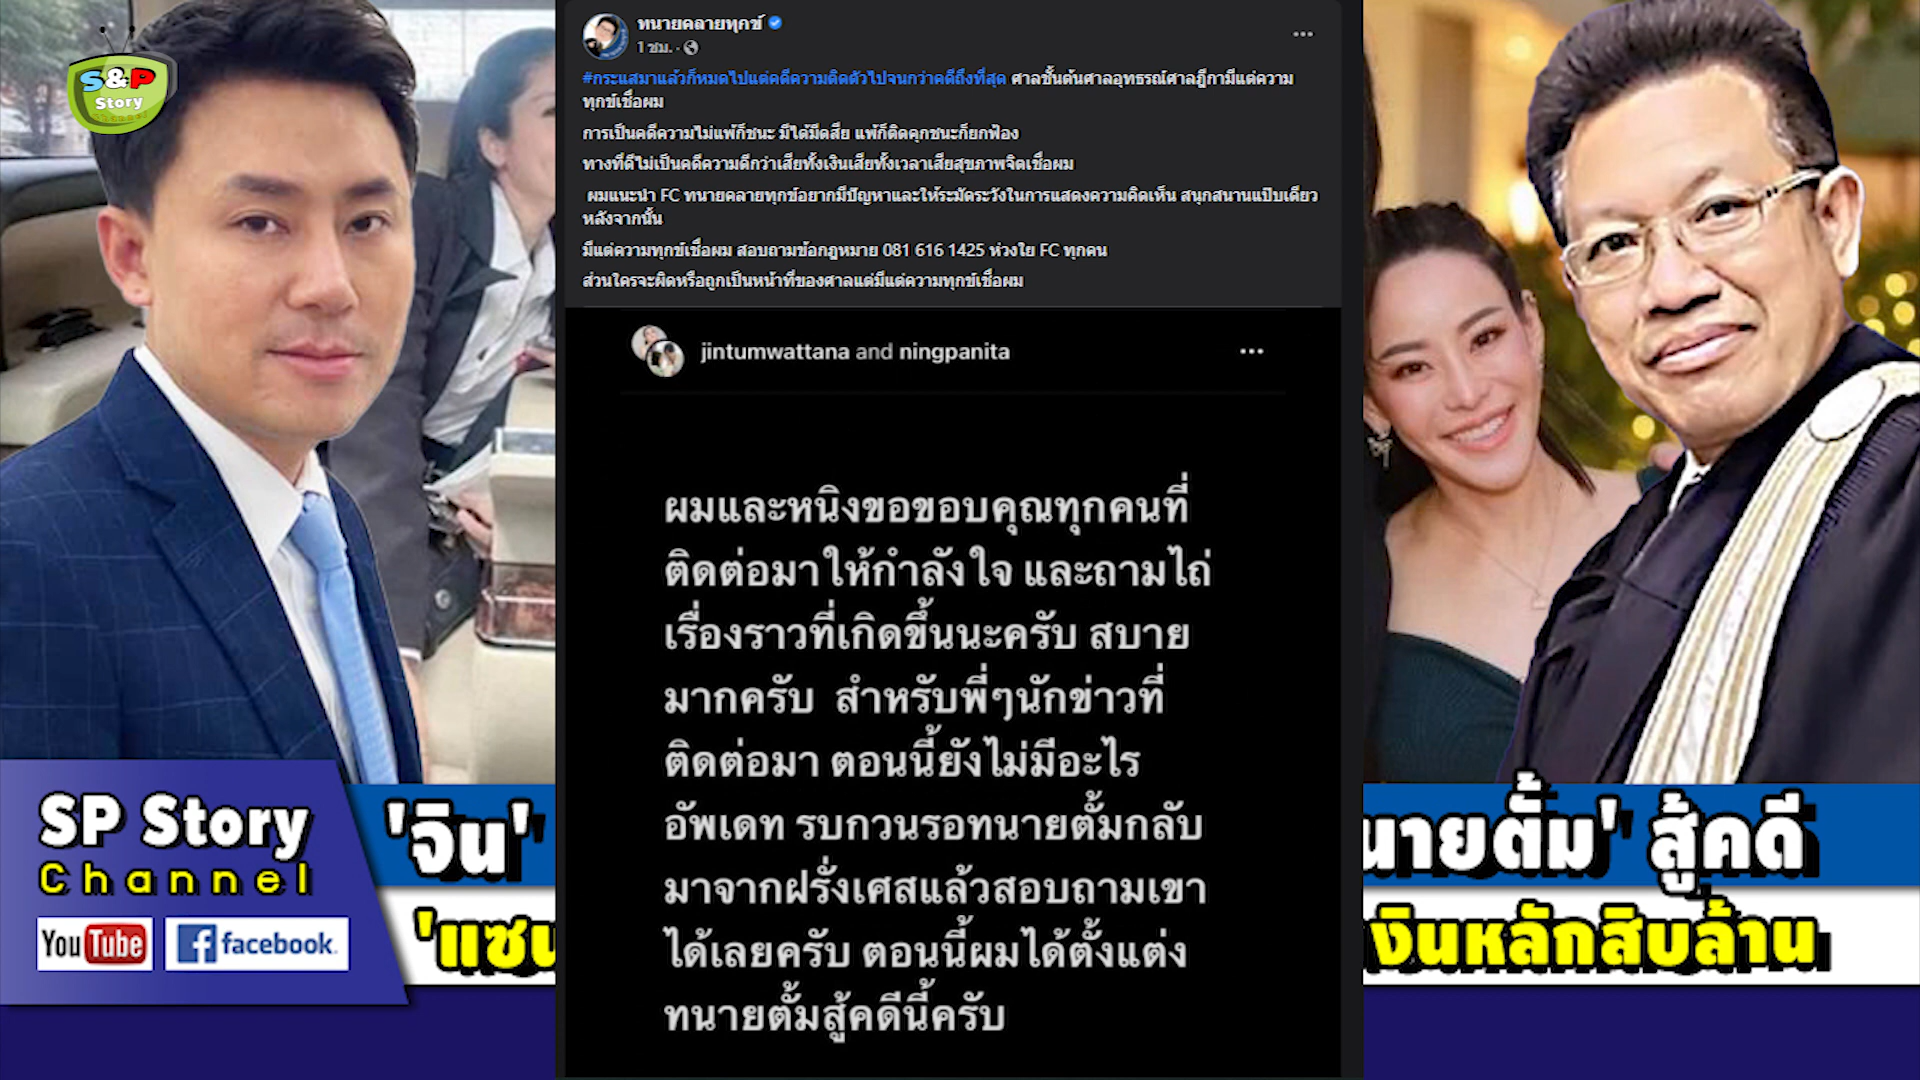 S&P
Story
Channel
ทนายคลายทุกข์
1 ชม. ·
#กระแสมาแล้วก็หมดไปแต่คดีความติดตัวไปจนกว่าคดีถึงที่สุด ศาลชั้นต้นศาลอุทธรณ์ศาลฎีกามีแต่ความ
ทุกข์เชื่อผม
การเป็นคดีความไม่แพ้ก็ชนะ มีได้มีดสีย แพ้ก็ติดคุกชนะก็ยกฟ้อง
ทางที่ดีไม่เป็นคดีความดีกว่าเสียทั้งเงินเสียทั้งเวลาเสียสุขภาพจิตเชื่อผม
ผมแนะนำ FC ทนายคลายทุกข์อยากมีปัญหาและให้ระมัดระวังในการแสดงความคิดเห็น สนุกสนานแป๊บเดียว
หลังจากนั้น
มีแต่ความทุกข์เชื่อผม สอบถามข้อกฎหมาย 081 616 1425 ห่วงใย FC ทุกคน
ส่วนใครจะผิดหรือถูกเป็นหน้าที่ของศาลแต่มีแต่ความทุกข์เชื่อผม
jintumwattana and ningpanita
ผมและหนิงขอขอบคุณทุกคนที่
ติดต่อมาให้กำลังใจ และถามไถ่
เรื่องราวที่เกิดขึ้นนะครับ สบาย
มากครับ สำหรับพี่ๆนักข่าวที่
ติดต่อมา ตอนนี้ยังไม่มีอะไร
อัพเดท รบกวนรอทนายตั้มกลับ
มาจากฝรั่งเศสแล้วสอบถามเขา
ได้เลยครับ ตอนนี้ผมได้ตั้งแต่ง
ทนายตั้มสู้คดีนี้ครับ
SP Story
Channel
YouTube facebook
'จิน'
นายตั้ม' สู้คดี
'แซน
งินหลักสิบล้าน